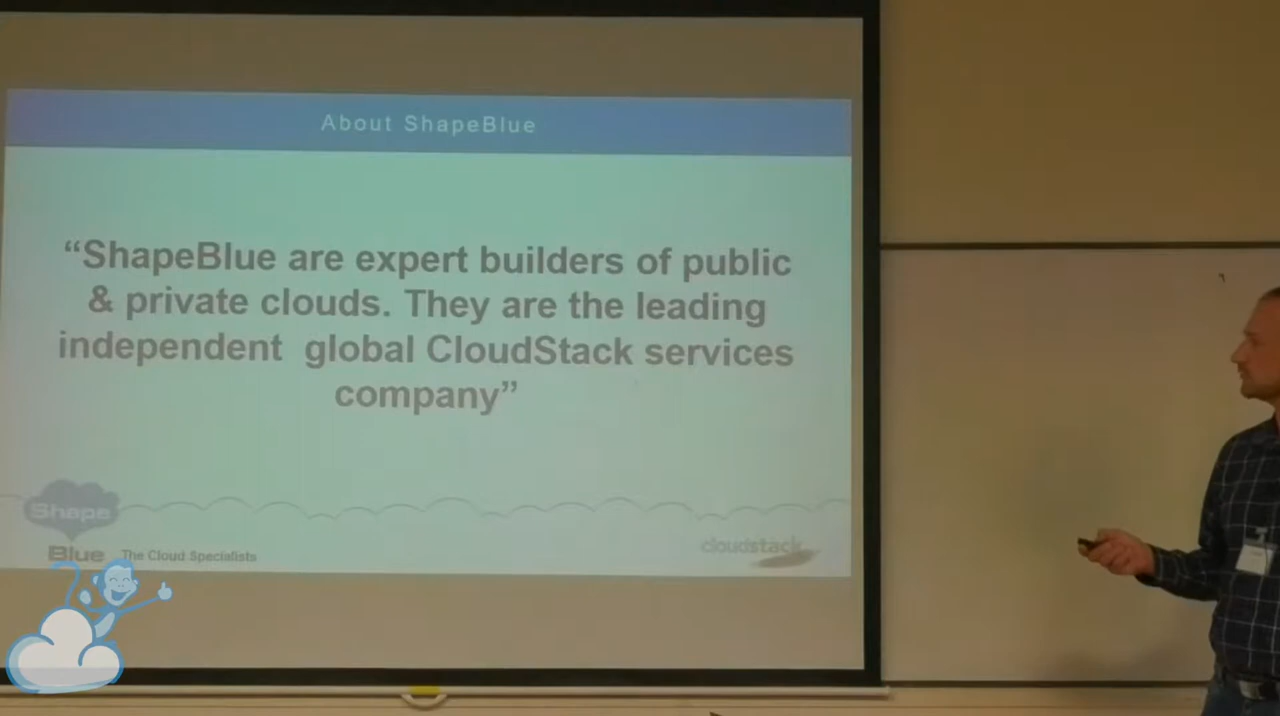 About ShapeBlue
“ShapeBlue are expert builders of public
& private clouds. They are the leading
independent global CloudStack services
company”
Shape
Blue The Cloud Specialists
cloudstack